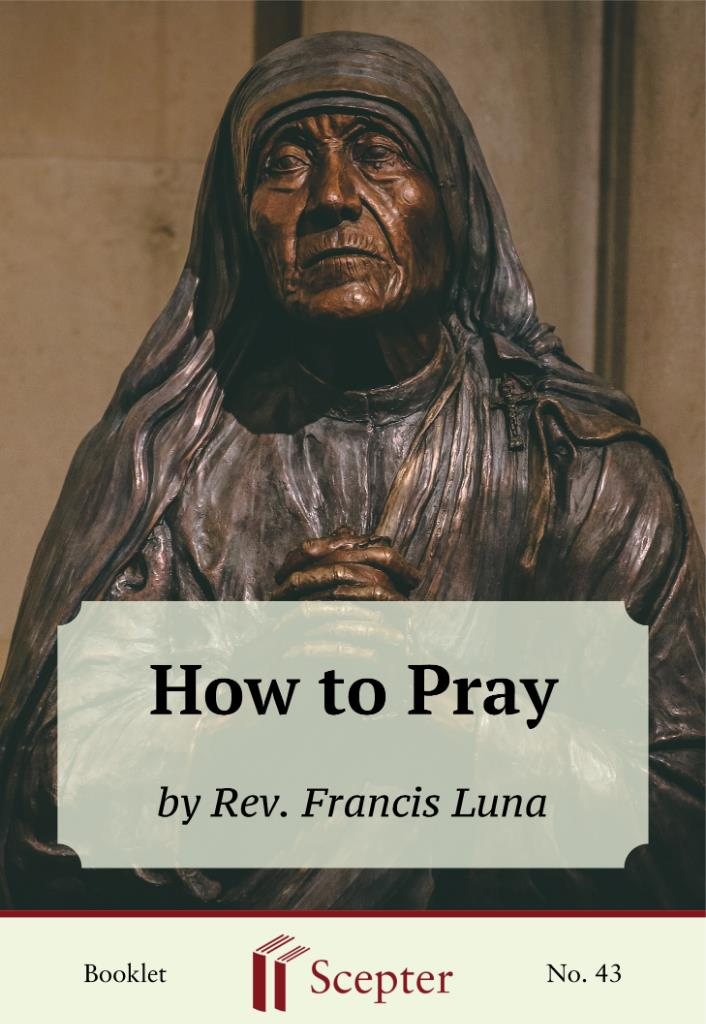 How to Pray
by Rev. Francis Luna
Booklet
Scepter
No. 43